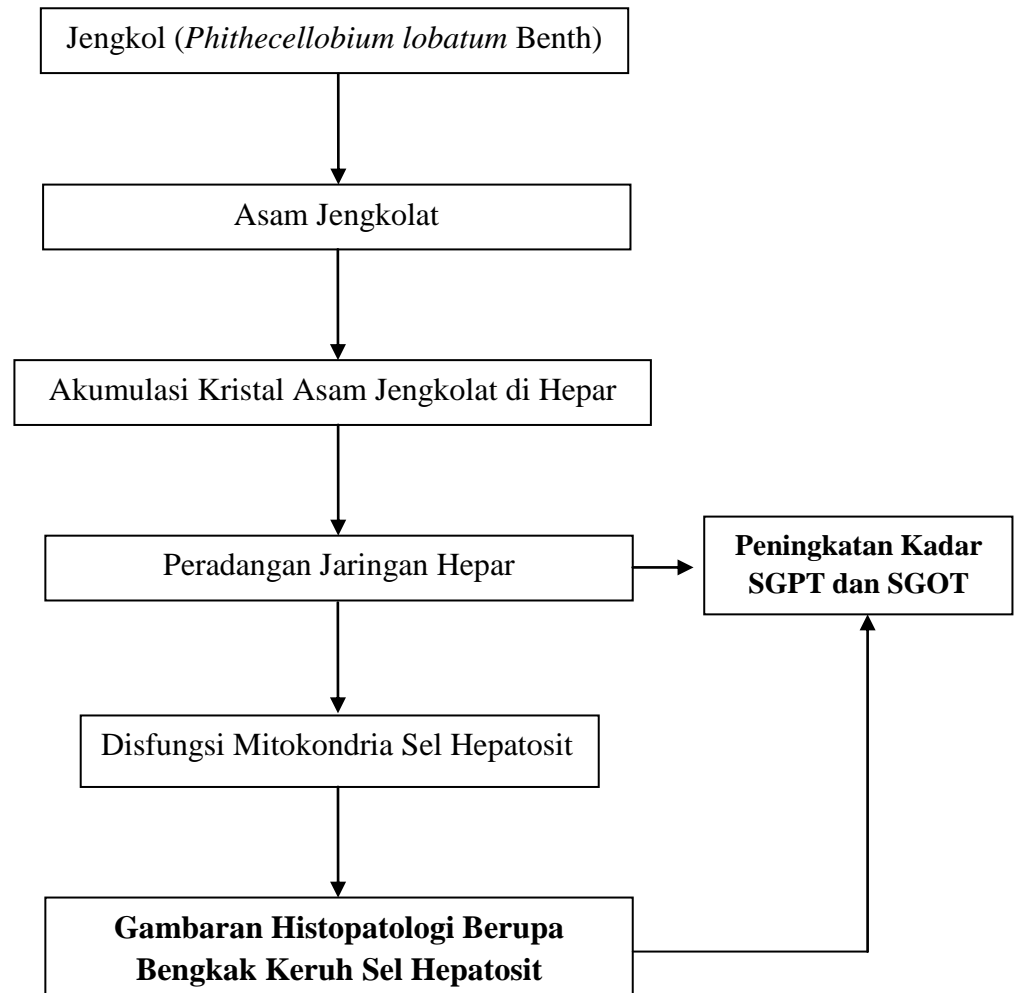 Jengkol (Phithecellobium lobatum Benth)
Asam Jengkolat
Akumulasi Kristal Asam Jengkolat di Hepar
Peradangan Jaringan Hepar
Peningkatan Kadar
SGPT dan SGOT
Disfungsi Mitokondria Sel Hepatosit
Gambaran Histopatologi Berupa
Bengkak Keruh Sel Hepatosit